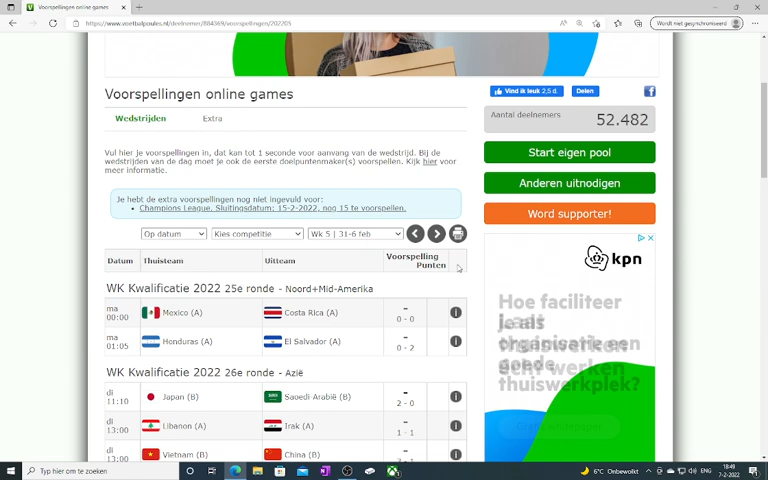 Voorspellingen online games
https://www.voetbalpoules.nl/deelnemer/884369/voorspellingen/202205
Wordt niet gesynchroniseerd
Voorspellingen online games
Wedstrijden
Extra
Vul hier je voorspellingen in, dat kan tot 1 seconde voor aanvang van de wedstrijd. Bij de
wedstrijden van de dag moet je ook de eerste doelpuntenmaker(s) voorspellen. Kijk hier voor
meer informatie.
Je hebt de extra voorspellingen nog niet ingevuld voor:
• Champions League, Sluitingsdatum: 15-2-2022, nog 15 te voorspellen.
Op datum
Kies competitie
Wk 5 | 31-6 feb
Datum Thuisteam Uitteam Voorspelling
Punten
WK Kwalificatie 2022 25e ronde - Noord+Mid-Amerika
ma
00:00
Mexico (A) Costa Rica (A) -
0 - 0
ma
01:05
Honduras (A) El Salvador (A) -
0 - 2
WK Kwalificatie 2022 26e ronde - Azië
di
11:10
Japan (B) Saoedi-Arabië (B) -
2 - 0
di
13:00
Libanon (A) Irak (A) -
1 - 1
di
13:00
Vietnam (B) China (B) -
Vind ik leuk 2,5 d.
Delen
Aantal deelnemers
52.482
Start eigen pool
Anderen uitnodigen
Word supporter!
kpn
Hoe faciliteer
je als
organisatie een
goede
thuiswerkplek?
Typ hier om te zoeken
6°C Onbewolkt
ENG
18:49
7-2-2022